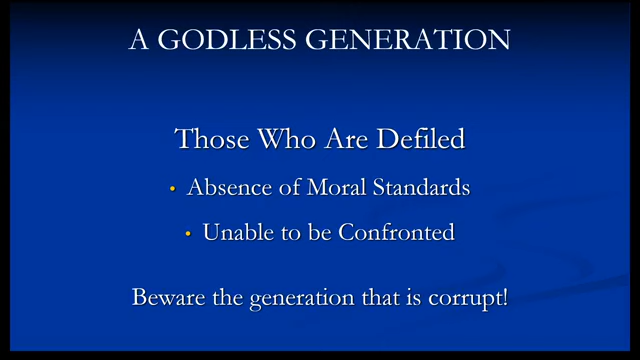 A GODLESS GENERATION
Those Who Are Defiled
• Absence of Moral Standards
• Unable to be Confronted
Beware the generation that is corrupt!